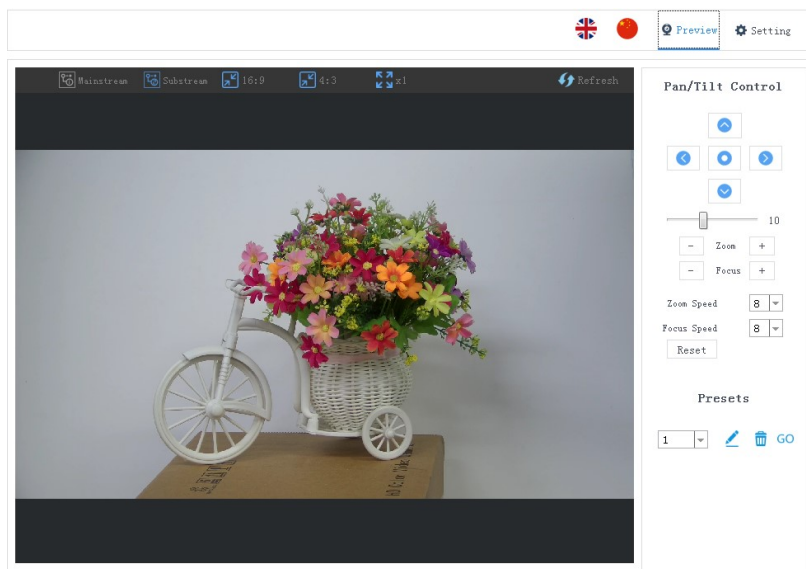 Preview Setting
Mainstream Substream 16:9 4:3 x1 Refresh
Pan/Tilt Control
10
- Zoom +
- Focus +
Zoom Speed 8
Focus Speed 8
Reset
Presets
1 GO